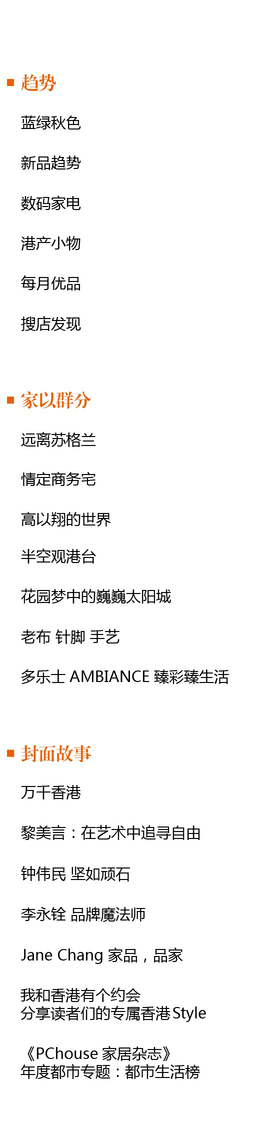 趋势
蓝绿秋色
新品趋势
数码家电
港产小物
每月优品
搜店发现
家以群分
远离苏格兰
情定商务宅
高以翔的世界
半空观港台
花园梦中的巍巍太阳城
老布 针脚 手艺
多乐士 AMBIANCE 臻彩臻生活
封面故事
万千香港
黎美言：在艺术中追寻自由
钟伟民 坚如顽石
李永铨 品牌魔法师
Jane Chang 家品，品家
我和香港有个约会
分享读者们的专属香港Style
《PChouse 家居杂志》
年度都市专题：都市生活榜